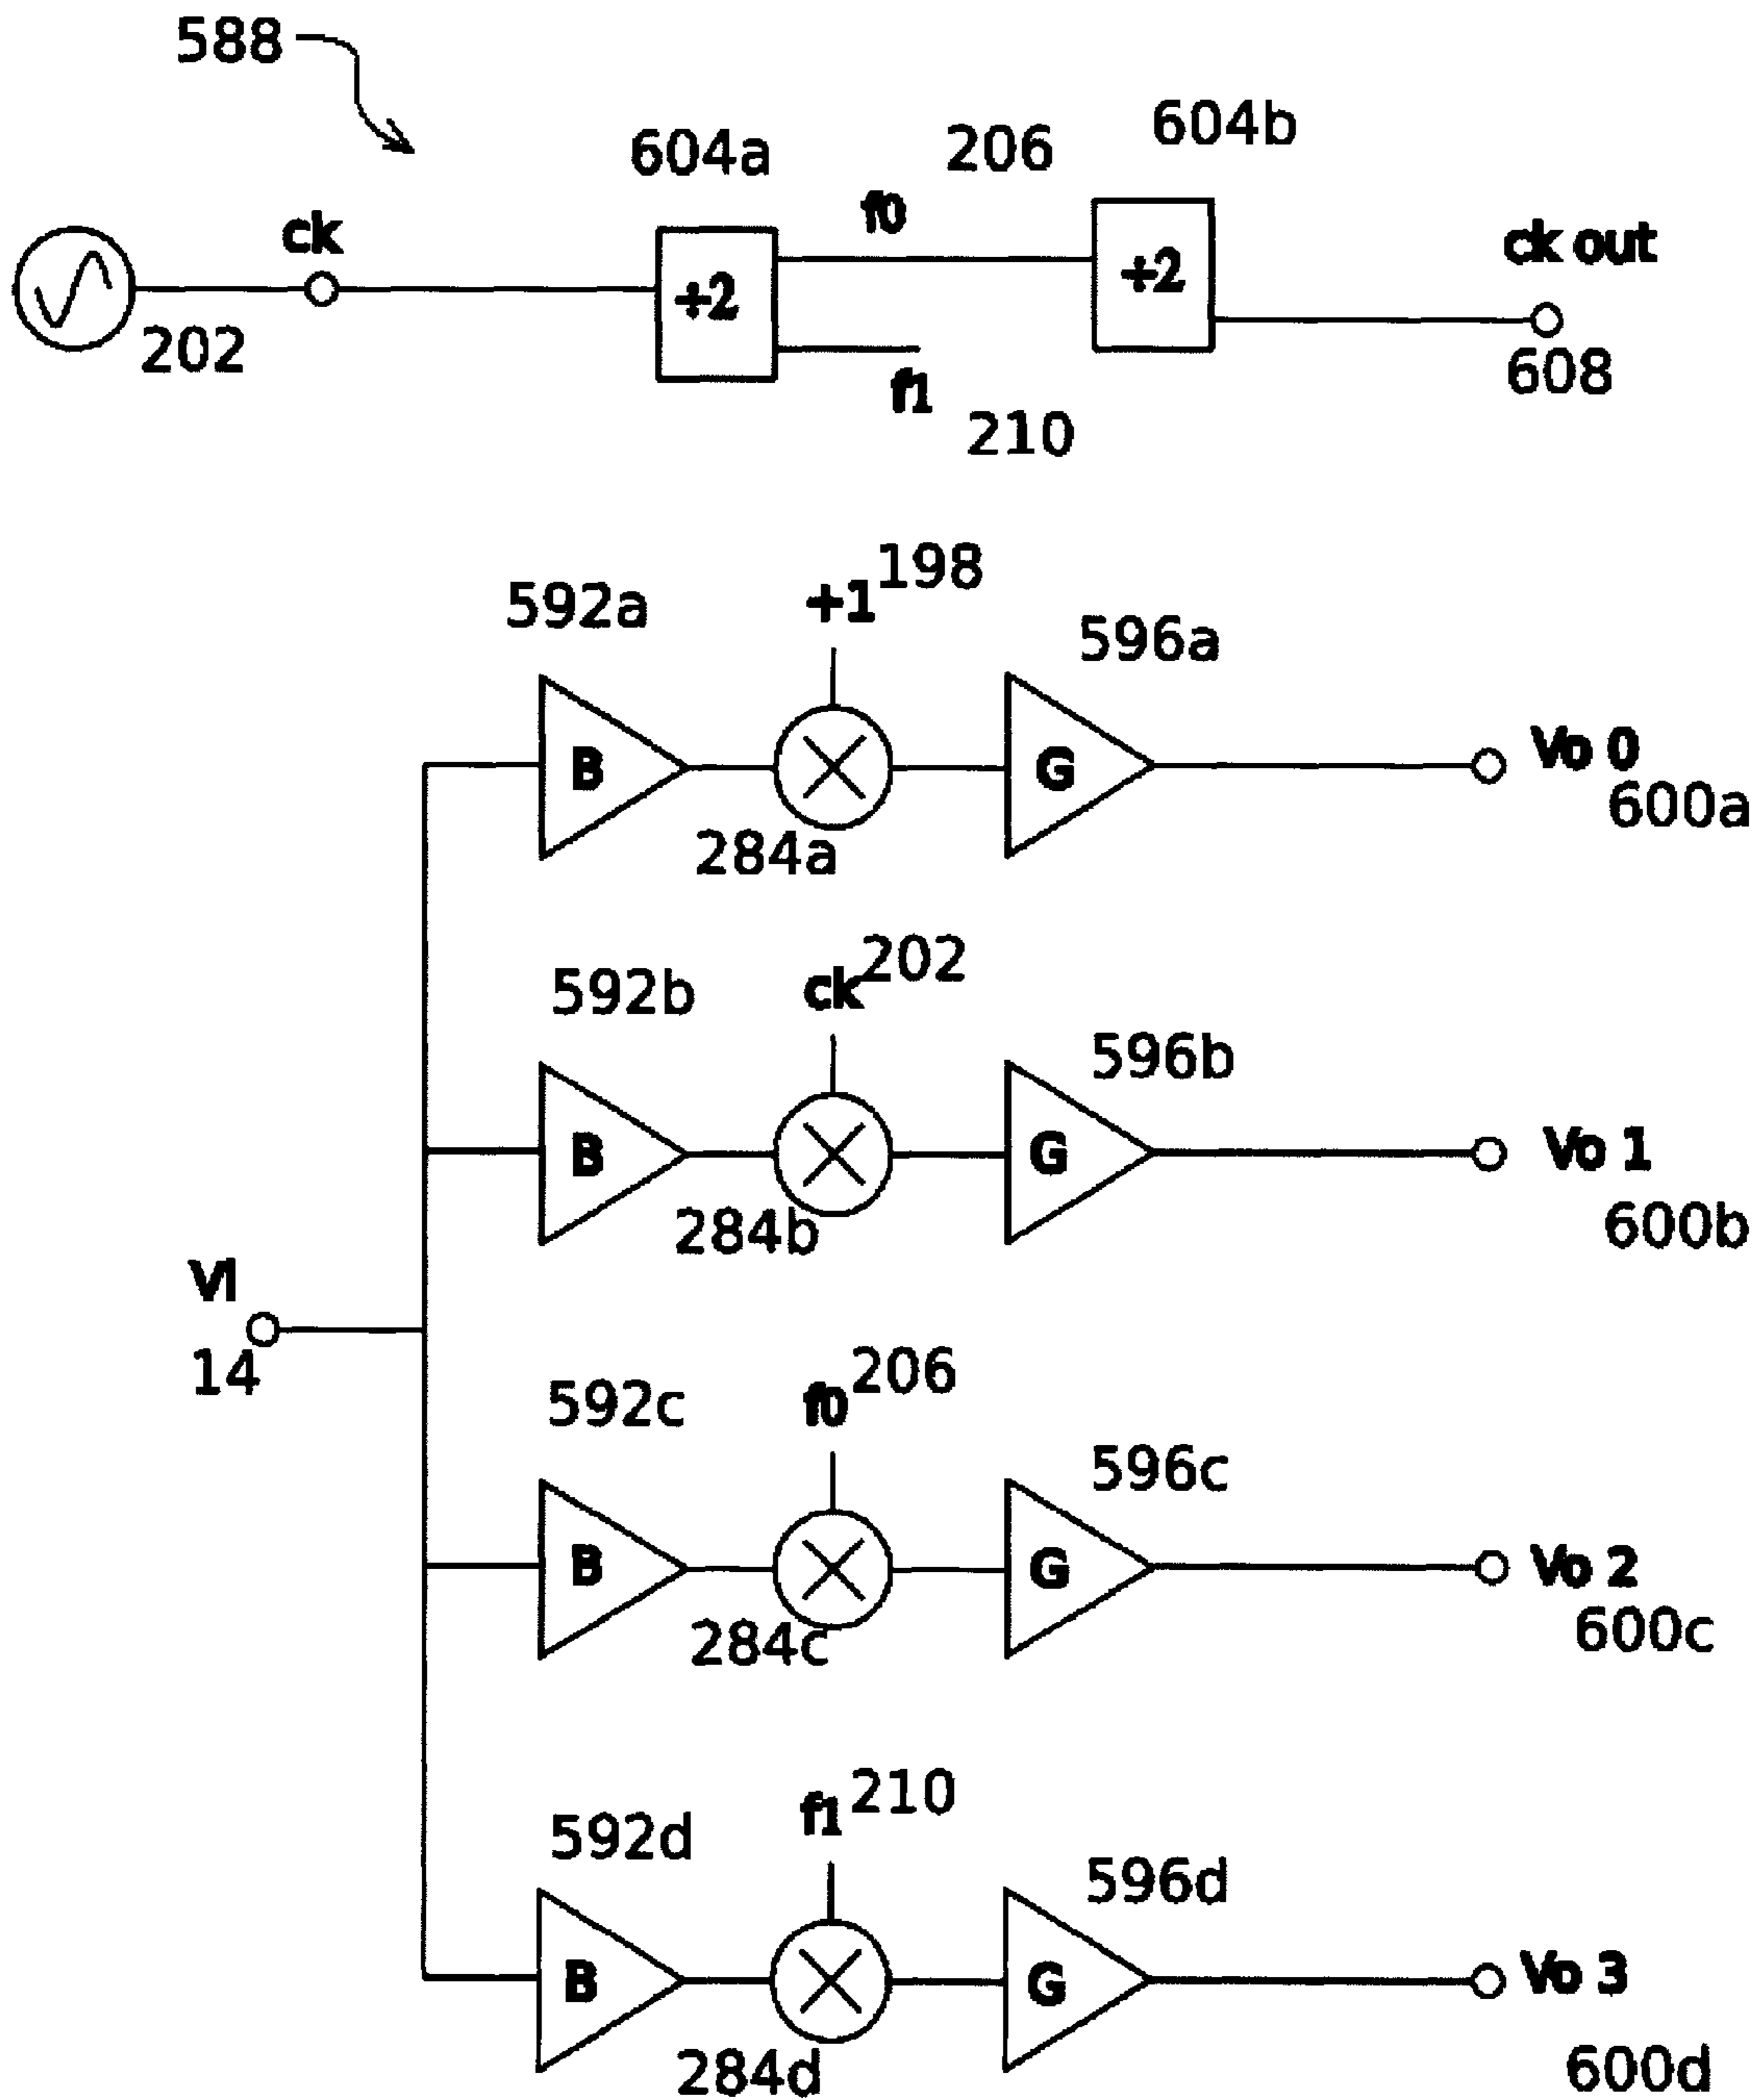 588
604a
206
604b
ck
f0
ck out
÷2
÷2
202
f1
608
210
592a
+1
198
596a
B
G
Vo 0
600a
284a
592b
ck
202
596b
B
G
Vo 1
600b
284b
VI
14
592c
f0
206
596c
B
G
Vo 2
600c
284c
592d
f1
210
596d
B
G
Vo 3
284d
600d